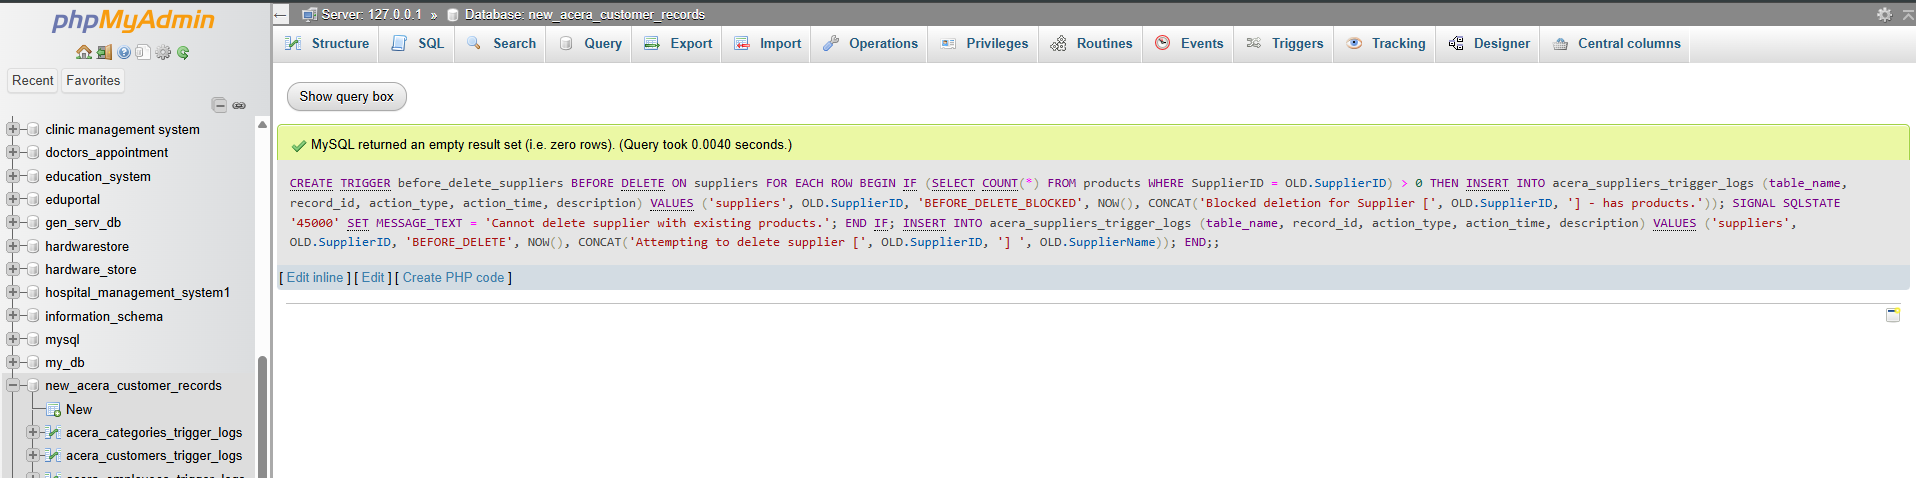 phpMyAdmin
Recent Favorites
clinic management system
doctors_appointment
education_system
eduportal
gen_serv_db
hardwarestore
hardware_store
hospital_management_system1
information_schema
mysql
my_db
new_acera_customer_records
New
acera_categories_trigger_logs
acera_customers_trigger_logs
Server: 127.0.0.1 » Database: new_acera_customer_records
Structure SQL Search Query Export Import Operations Privileges Routines Events Triggers Tracking Designer Central columns
Show query box
MySQL returned an empty result set (i.e. zero rows). (Query took 0.0040 seconds.)
CREATE TRIGGER before_delete_suppliers BEFORE DELETE ON suppliers FOR EACH ROW BEGIN IF (SELECT COUNT(*) FROM products WHERE SupplierID = OLD.SupplierID) > 0 THEN INSERT INTO acera_suppliers_trigger_logs (table_name,
record_id, action_type, action_time, description) VALUES ('suppliers', OLD.SupplierID, 'BEFORE_DELETE_BLOCKED', NOW(), CONCAT('Blocked deletion for Supplier [', OLD.SupplierID, '] - has products.')); SIGNAL SQLSTATE
'45000' SET MESSAGE_TEXT = 'Cannot delete supplier with existing products.'; END IF; INSERT INTO acera_suppliers_trigger_logs (table_name, record_id, action_type, action_time, description) VALUES ('suppliers',
OLD.SupplierID, 'BEFORE_DELETE', NOW(), CONCAT('Attempting to delete supplier [', OLD.SupplierID, '] ', OLD.SupplierName)); END;;
[ Edit inline ] [ Edit ] [ Create PHP code ]